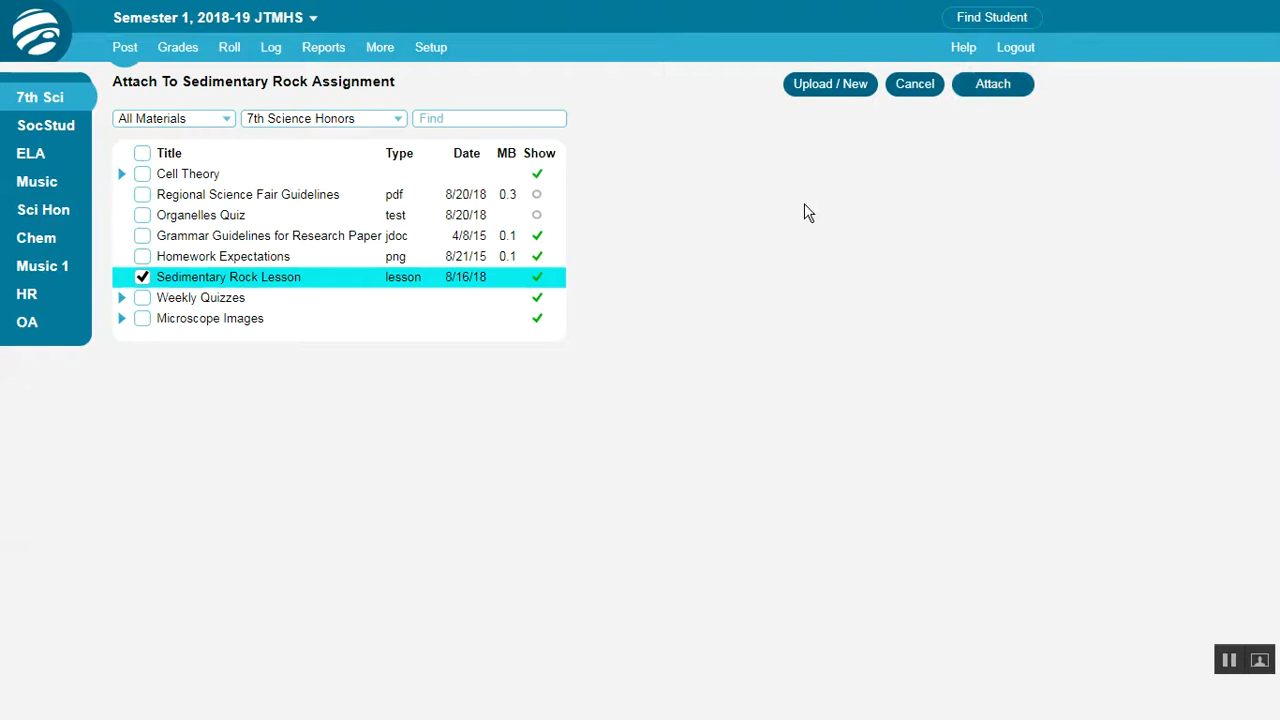 Semester 1, 2018-19 JTMHS
Find Student
Post Grades Roll Log Reports More Setup
Help Logout
Attach To Sedimentary Rock Assignment
Upload / New Cancel Attach
7th Sci
SocStud
ELA
Music
Sci Hon
Chem
Music 1
HR
OA
All Materials 7th Science Honors Find
Title Type Date MB Show
Cell Theory
Regional Science Fair Guidelines pdf 8/20/18 0.3
Organelles Quiz test 8/20/18
Grammar Guidelines for Research Paper jdoc 4/8/15 0.1
Homework Expectations png 8/21/15 0.1
Sedimentary Rock Lesson lesson 8/16/18
Weekly Quizzes
Microscope Images